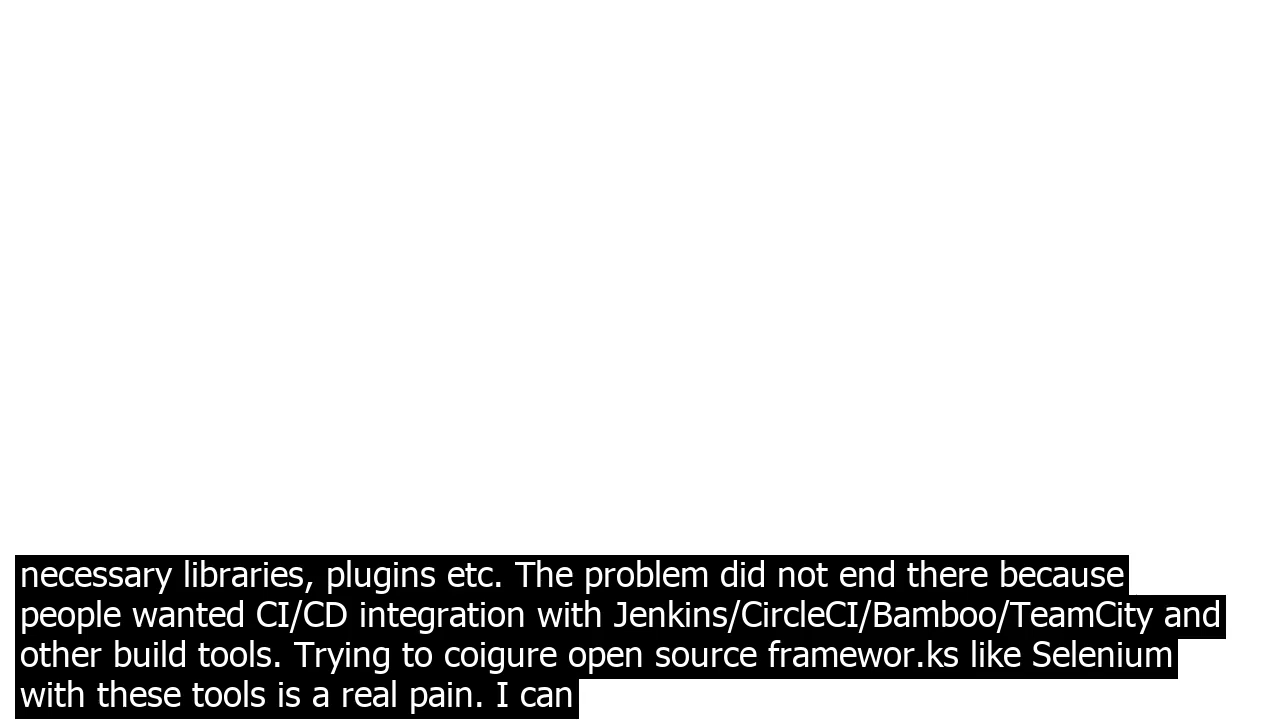 necessary libraries, plugins etc. The problem did not end there because
people wanted CI/CD integration with Jenkins/CircleCI/Bamboo/TeamCity and
other build tools. Trying to coigure open source framewor.ks like Selenium
with these tools is a real pain. I can